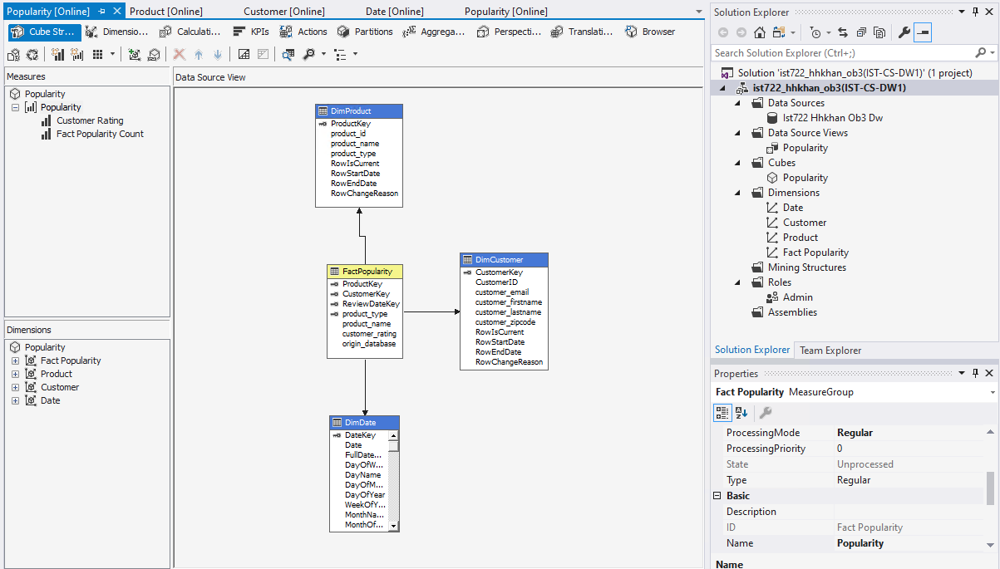 Popularity [Online]
Product [Online]
Customer [Online]
Date [Online]
Popularity [Online]
Cube Str...
Dimensio...
Calculati...
KPIs
Actions
Partitions
Aggrega...
Perspecti...
Translati...
Browser
Measures
Popularity
Popularity
Customer Rating
Fact Popularity Count
Dimensions
Popularity
Fact Popularity
Product
Customer
Date
Data Source View
DimProduct
ProductKey
product_id
product_name
product_type
RowIsCurrent
RowStartDate
RowEndDate
RowChangeReason
FactPopularity
ProductKey
CustomerKey
ReviewDateKey
product_type
product_name
customer_rating
origin_database
DimCustomer
CustomerKey
CustomerID
customer_email
customer_firstname
customer_lastname
customer_zipcode
RowIsCurrent
RowStartDate
RowEndDate
RowChangeReason
DimDate
DateKey
Date
FullDate...
DayOfW...
DayName
DayOfM...
DayOfYear
WeekOfY...
MonthNa...
MonthOf...
Solution Explorer
Search Solution Explorer (Ctrl+;)
Solution 'ist722_hhkhan_ob3(IST-CS-DW1)' (1 project)
ist722_hhkhan_ob3(IST-CS-DW1)
Data Sources
Ist722 Hhkhan Ob3 Dw
Data Source Views
Popularity
Cubes
Popularity
Dimensions
Date
Customer
Product
Fact Popularity
Mining Structures
Roles
Admin
Assemblies
Solution Explorer
Team Explorer
Properties
Fact Popularity MeasureGroup
ProcessingMode Regular
ProcessingPriority 0
State Unprocessed
Type Regular
Basic
Description
ID Fact Popularity
Name Popularity
Name